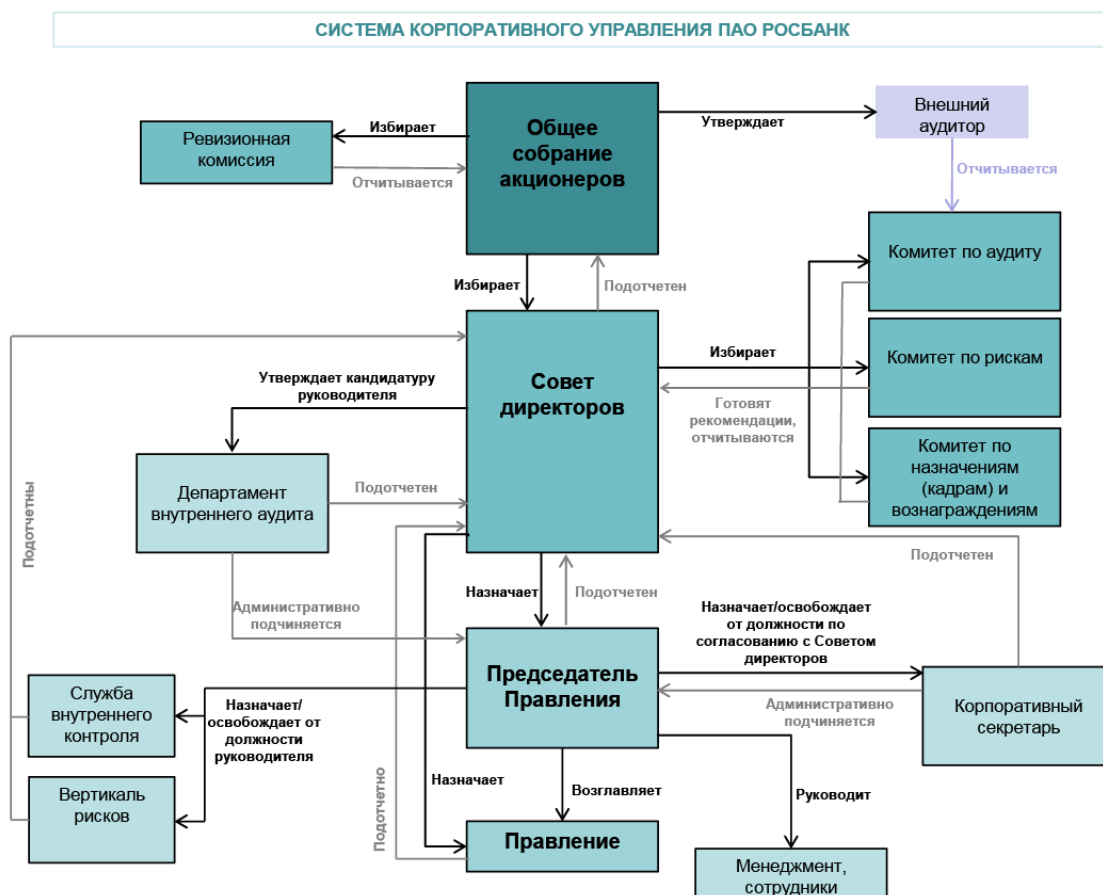 СИСТЕМА КОРПОРАТИВНОГО УПРАВЛЕНИЯ ПАО РОСБАНК
Общее
собрание
акционеров
Внешний
аудитор
Ревизионная
комиссия
Избирает
Утверждает
Отчитывается
Отчитывается
Комитет по аудиту
Избирает
Подотчетен
Совет
директоров
Избирает
Комитет по рискам
Утверждает кандидатуру
руководителя
Готовят
рекомендации,
отчитываются
Комитет по
назначениям
(кадрам) и
вознаграждениям
Департамент
внутреннего аудита
Подотчетен
Подотчетны
Подотчетен
Назначает
Подотчетен
Административно
подчиняется
Назначает/освобождает
от должности по
согласованию с Советом
директоров
Председатель
Правления
Служба
внутреннего
контроля
Назначает/
освобождает от
должности
руководителя
Административно
подчиняется
Корпоративный
секретарь
Вертикаль
рисков
Подотчетно
Назначает
Возглавляет
Руководит
Правление
Менеджмент,
сотрудники